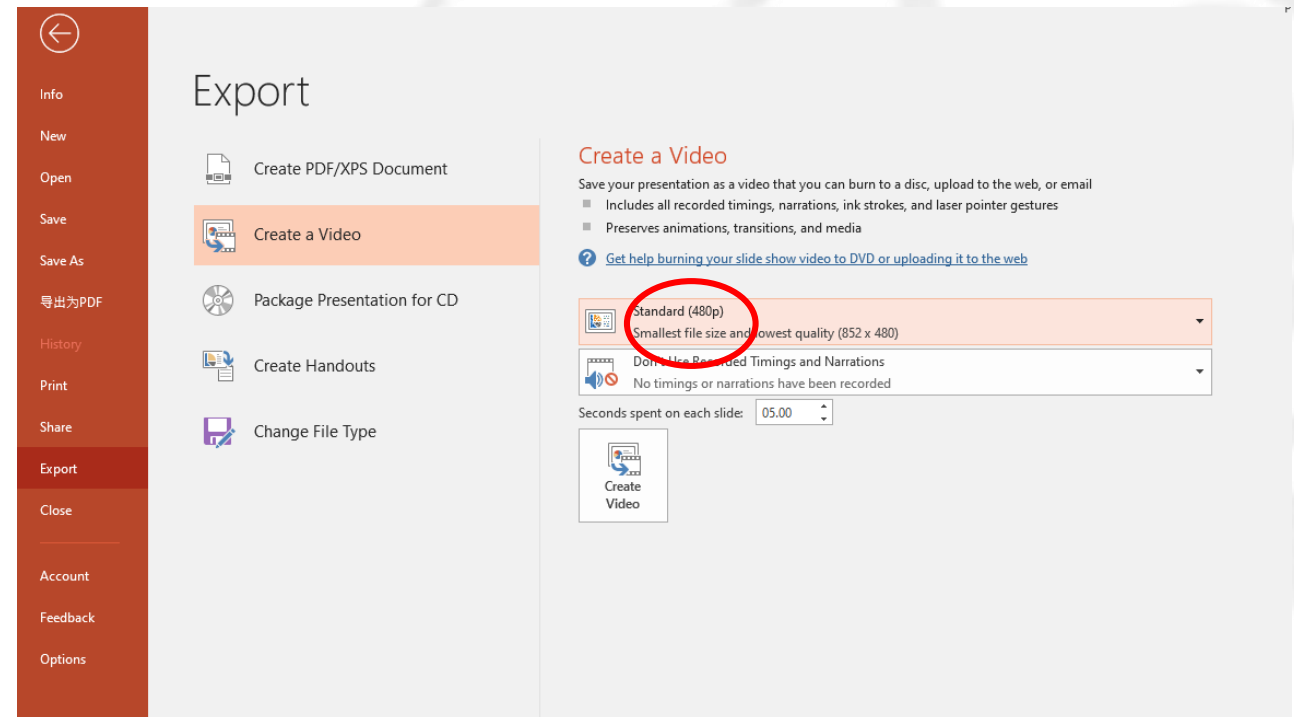 Info
New
Open
Save
Save As
导出为PDF
History
Print
Share
Export
Close
Account
Feedback
Options
Export
Create PDF/XPS Document
Create a Video
Package Presentation for CD
Create Handouts
Change File Type
Create a Video
Save your presentation as a video that you can burn to a disc, upload to the web, or email
Includes all recorded timings, narrations, ink strokes, and laser pointer gestures
Preserves animations, transitions, and media
Get help burning your slide show video to DVD or uploading it to the web
Standard (480p)
Smallest file size and lowest quality (852 x 480)
Don't Use Recorded Timings and Narrations
No timings or narrations have been recorded
Seconds spent on each slide: 05.00
Create
Video